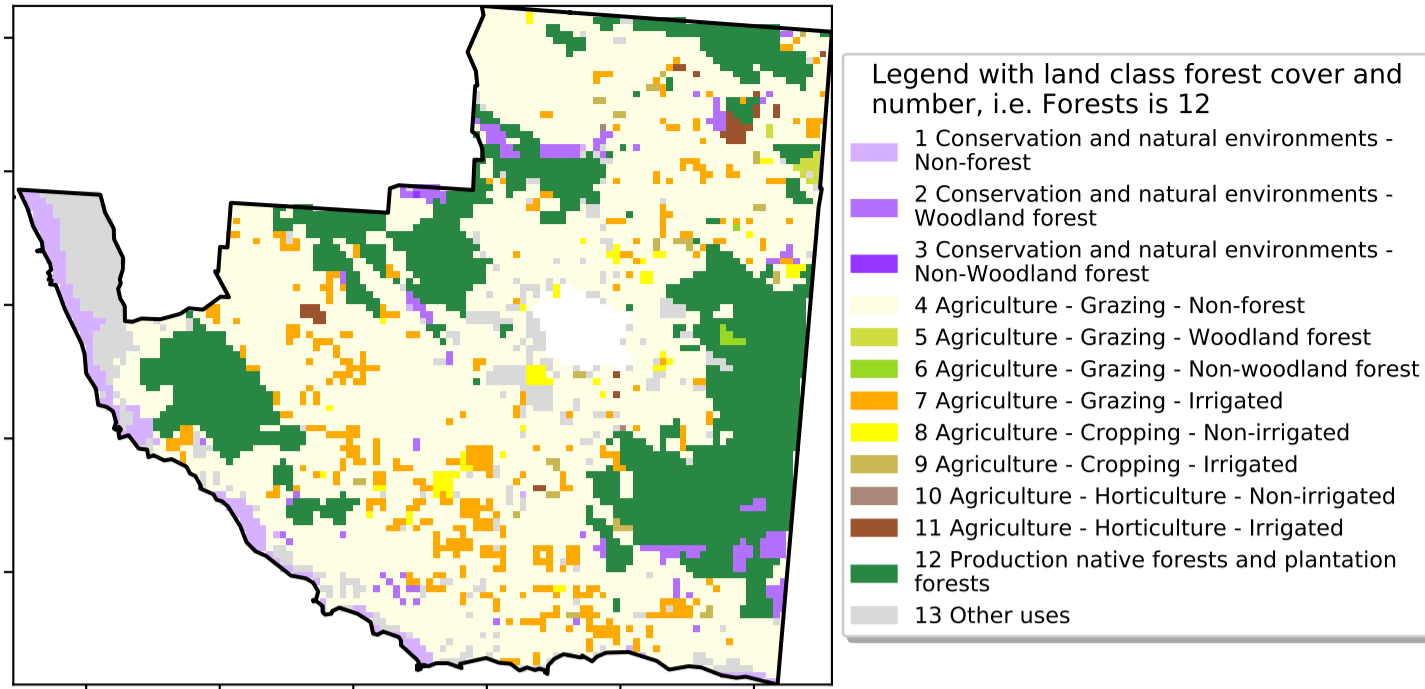 Legend with land class forest cover and
number, i.e. Forests is 12
1 Conservation and natural environments -
Non-forest
2 Conservation and natural environments -
Woodland forest
3 Conservation and natural environments -
Non-Woodland forest
4 Agriculture - Grazing - Non-forest
5 Agriculture - Grazing - Woodland forest
6 Agriculture - Grazing - Non-woodland forest
7 Agriculture - Grazing - Irrigated
8 Agriculture - Cropping - Non-irrigated
9 Agriculture - Cropping - Irrigated
10 Agriculture - Horticulture - Non-irrigated
11 Agriculture - Horticulture - Irrigated
12 Production native forests and plantation
forests
13 Other uses